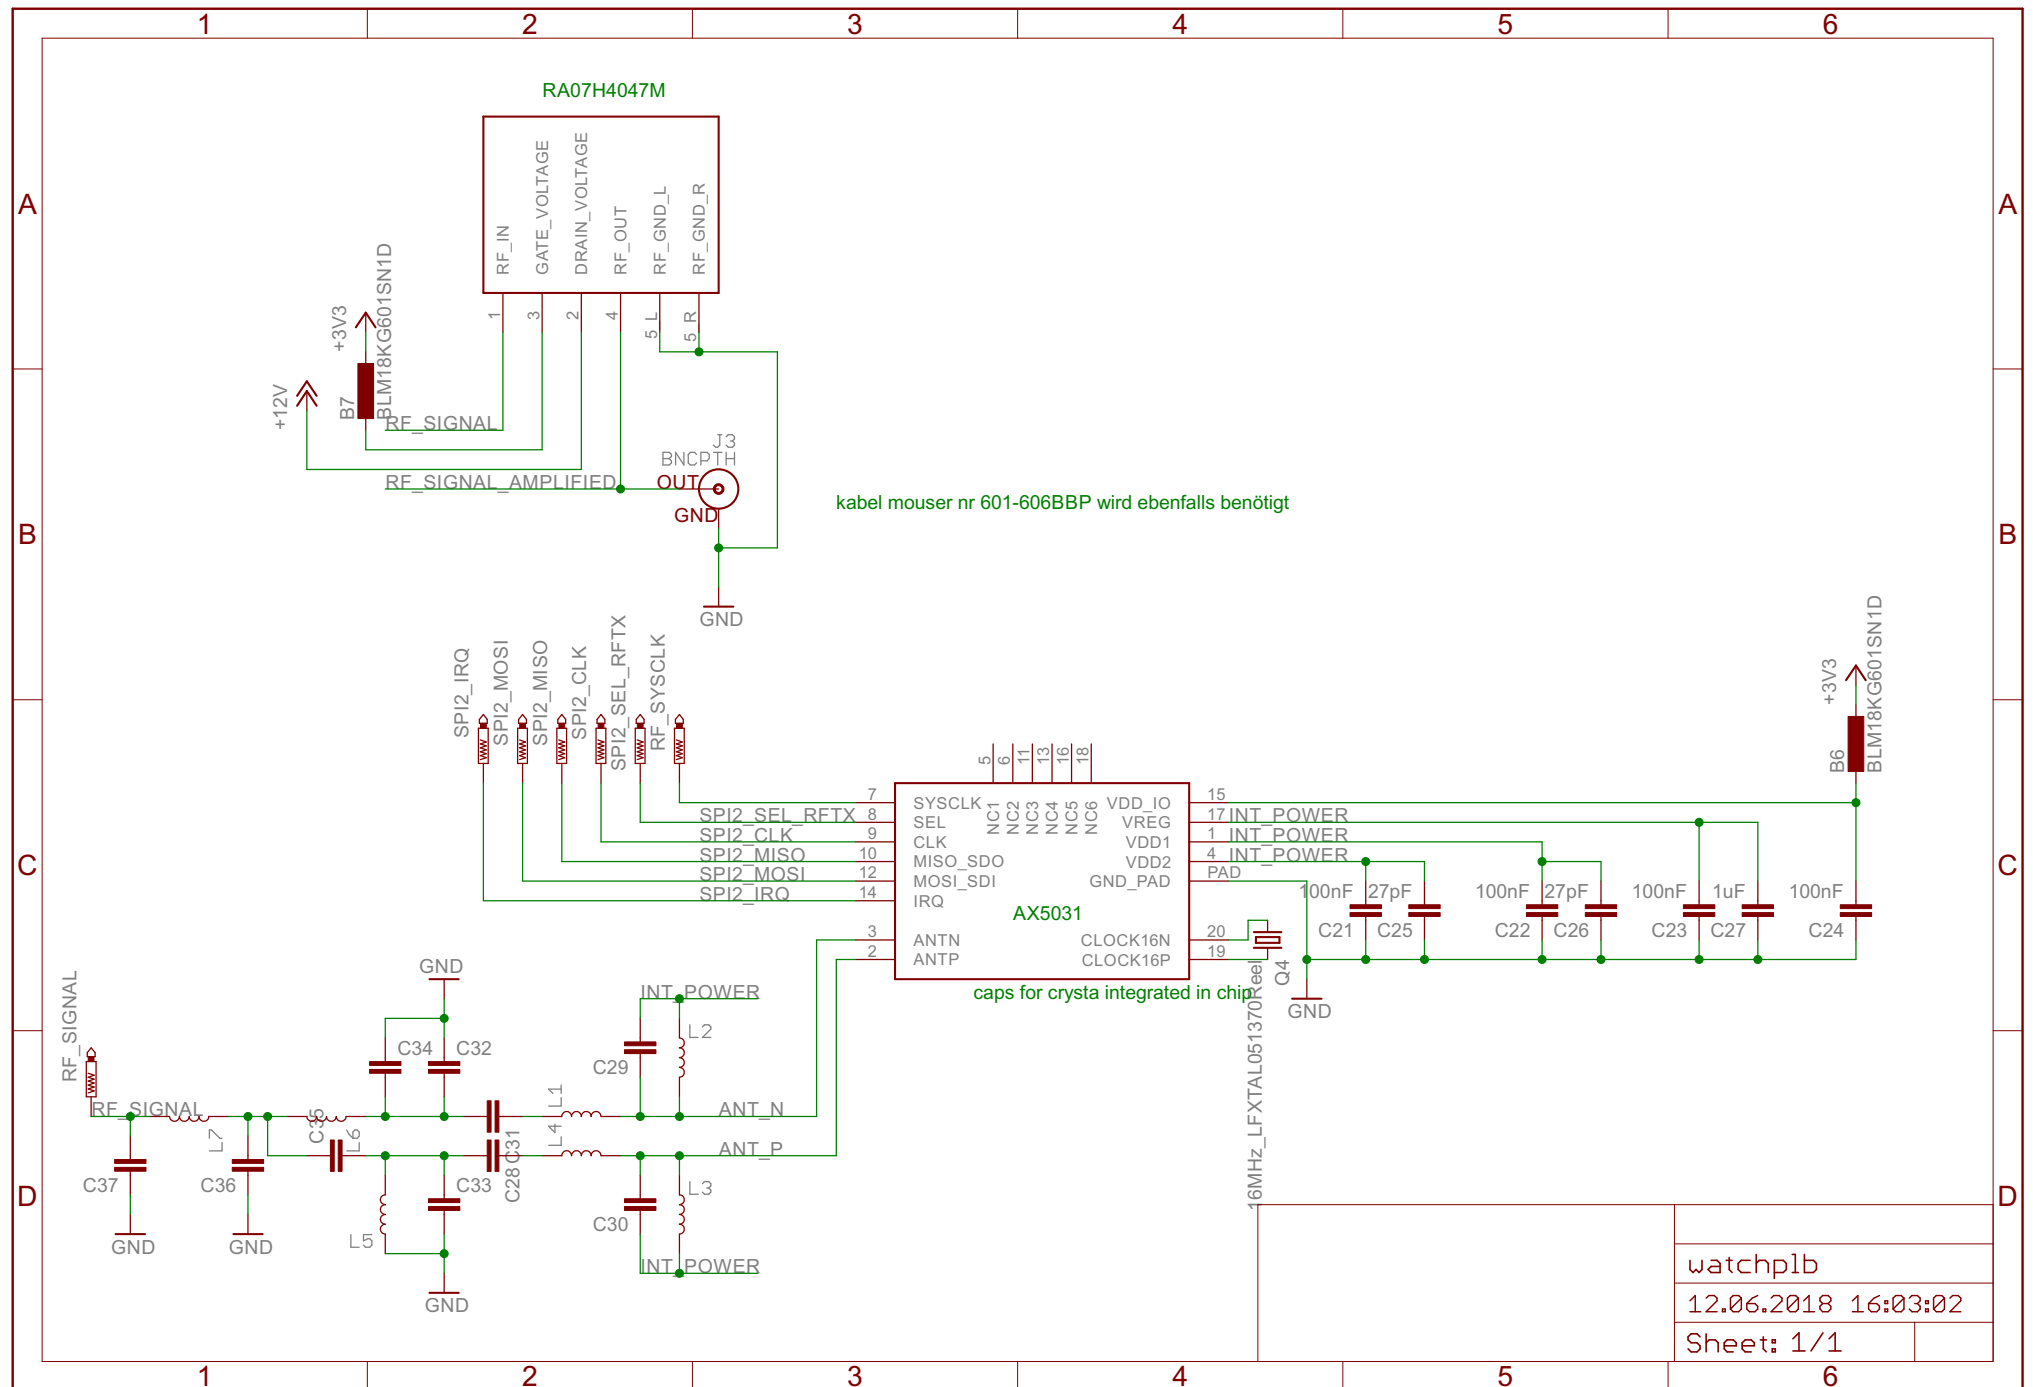 1 2 3 4 5 6
RA07H4047M
RF_IN
GATE_VOLTAGE
DRAIN_VOLTAGE
RF_OUT
RF_GND_L
RF_GND_R
1
3
2
4
5_L
5_R
A
A
+3V3
BLM18KG601SN1D
B7
+12V
RF_SIGNAL
RF_SIGNAL_AMPLIFIED
J3
BNCPTH
OUT
GND
kabel mouser nr 601-606BBP wird ebenfalls benötigt
B
B
GND
SPI2_IRQ
SPI2_MOSI
SPI2_MISO
SPI2_CLK
SPI2_SEL_RFTX
RF_SYSCLK
+3V3
BLM18KG601SN1D
B6
5
6
11
13
16
18
NC1
NC2
NC3
NC4
NC5
NC6
7 SYSCLK
SPI2_SEL_RFTX 8 SEL
SPI2_CLK 9 CLK
SPI2_MISO 10 MISO_SDO
SPI2_MOSI 12 MOSI_SDI
SPI2_IRQ 14 IRQ
3 ANTN
2 ANTP
VDD_IO 15
VREG 17 INT_POWER
VDD1 1 INT_POWER
VDD2 4 INT_POWER
GND_PAD PAD
AX5031
CLOCK16N 20
CLOCK16P 19
C
C
100nF 27pF 100nF 27pF 100nF 1uF 100nF
C21 C25 C22 C26 C23 C27 C24
Q4
16MHz_LFXTAL051370Reel
caps for crysta integrated in chip
GND
GND
INT_POWER
RF_SIGNAL
C34
C32
C29
L2
RF_SIGNAL
L7
C35
L6
L1
L4
C31
C28
ANT_N
ANT_P
C37
C36
C33
L5
C30
L3
GND
GND
GND
INT_POWER
D
D
watchplb
12.06.2018 16:03:02
Sheet: 1/1
1 2 3 4 5 6